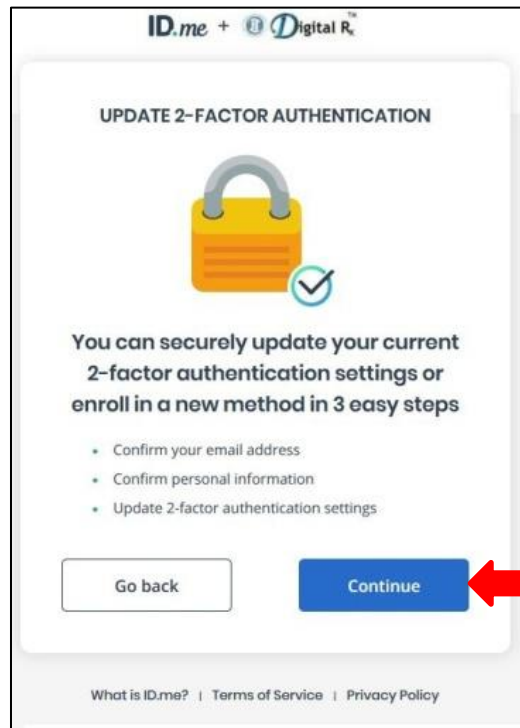 ID.me + Digital Rx™
UPDATE 2-FACTOR AUTHENTICATION
You can securely update your current
2-factor authentication settings or
enroll in a new method in 3 easy steps
• Confirm your email address
• Confirm personal information
• Update 2-factor authentication settings
Go back Continue
What is ID.me? | Terms of Service | Privacy Policy